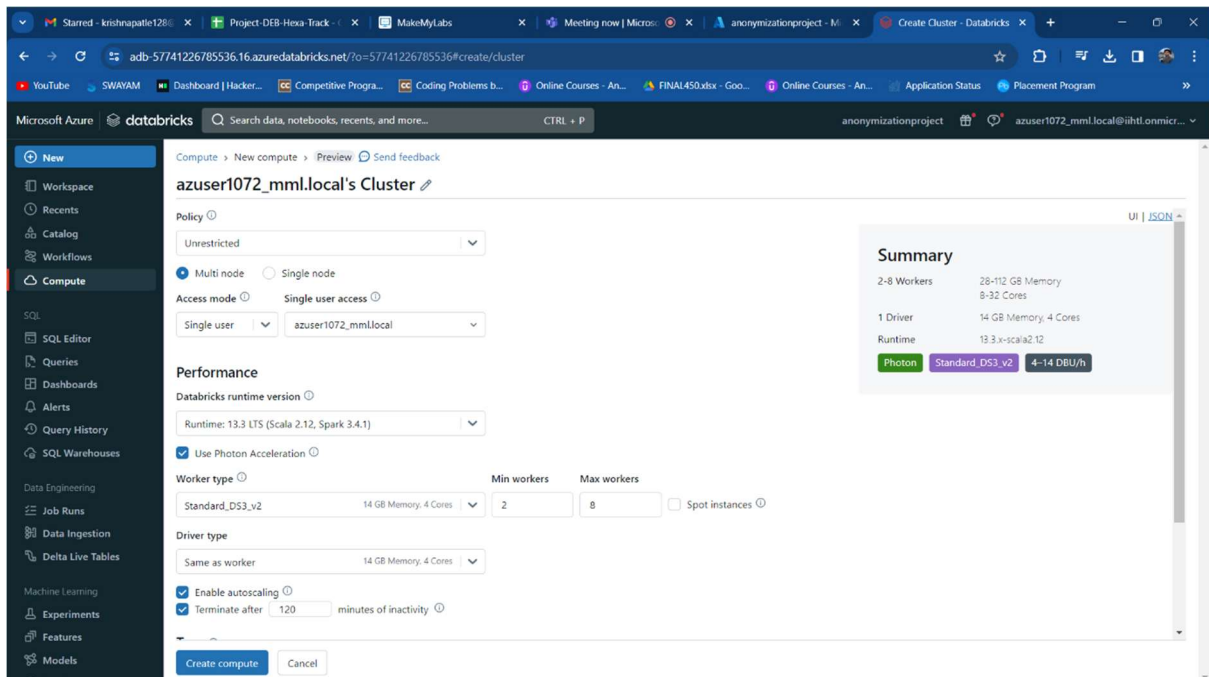 Starred - krishnapatle128
Project-DEB-Hexa-Track -
MakeMyLabs
Meeting now | Microsc
anonymizationproject - Mi
Create Cluster - Databricks
adb-57741226785536.16.azuredatabricks.net/?o=57741226785536#create/cluster
YouTube
SWAYAM
Dashboard | Hacker...
Competitive Progra...
Coding Problems b...
Online Courses - An...
FINAL450.xlsx - Goo...
Online Courses - An...
Application Status
Placement Program
Microsoft Azure
databricks
Search data, notebooks, recents, and more...
CTRL + P
anonymizationproject
azuser1072_mml.local@iihtl.onmicr...
New
Workspace
Recents
Catalog
Workflows
Compute
SQL
SQL Editor
Queries
Dashboards
Alerts
Query History
SQL Warehouses
Data Engineering
Job Runs
Data Ingestion
Delta Live Tables
Machine Learning
Experiments
Features
Models
Compute > New compute > Preview Send feedback
azuser1072_mml.local's Cluster
UI | JSON
Policy
Unrestricted
Multi node Single node
Access mode Single user access
Single user azuser1072_mml.local
Performance
Databricks runtime version
Runtime: 13.3 LTS (Scala 2.12, Spark 3.4.1)
Use Photon Acceleration
Worker type Min workers Max workers
Standard_DS3_v2 14 GB Memory, 4 Cores 2 8 Spot instances
Driver type
Same as worker 14 GB Memory, 4 Cores
Enable autoscaling
Terminate after 120 minutes of inactivity
Create compute Cancel
Summary
2-8 Workers 28-112 GB Memory
8-32 Cores
1 Driver 14 GB Memory, 4 Cores
Runtime 13.3.x-scala2.12
Photon Standard_DS3_v2 4–14 DBU/h